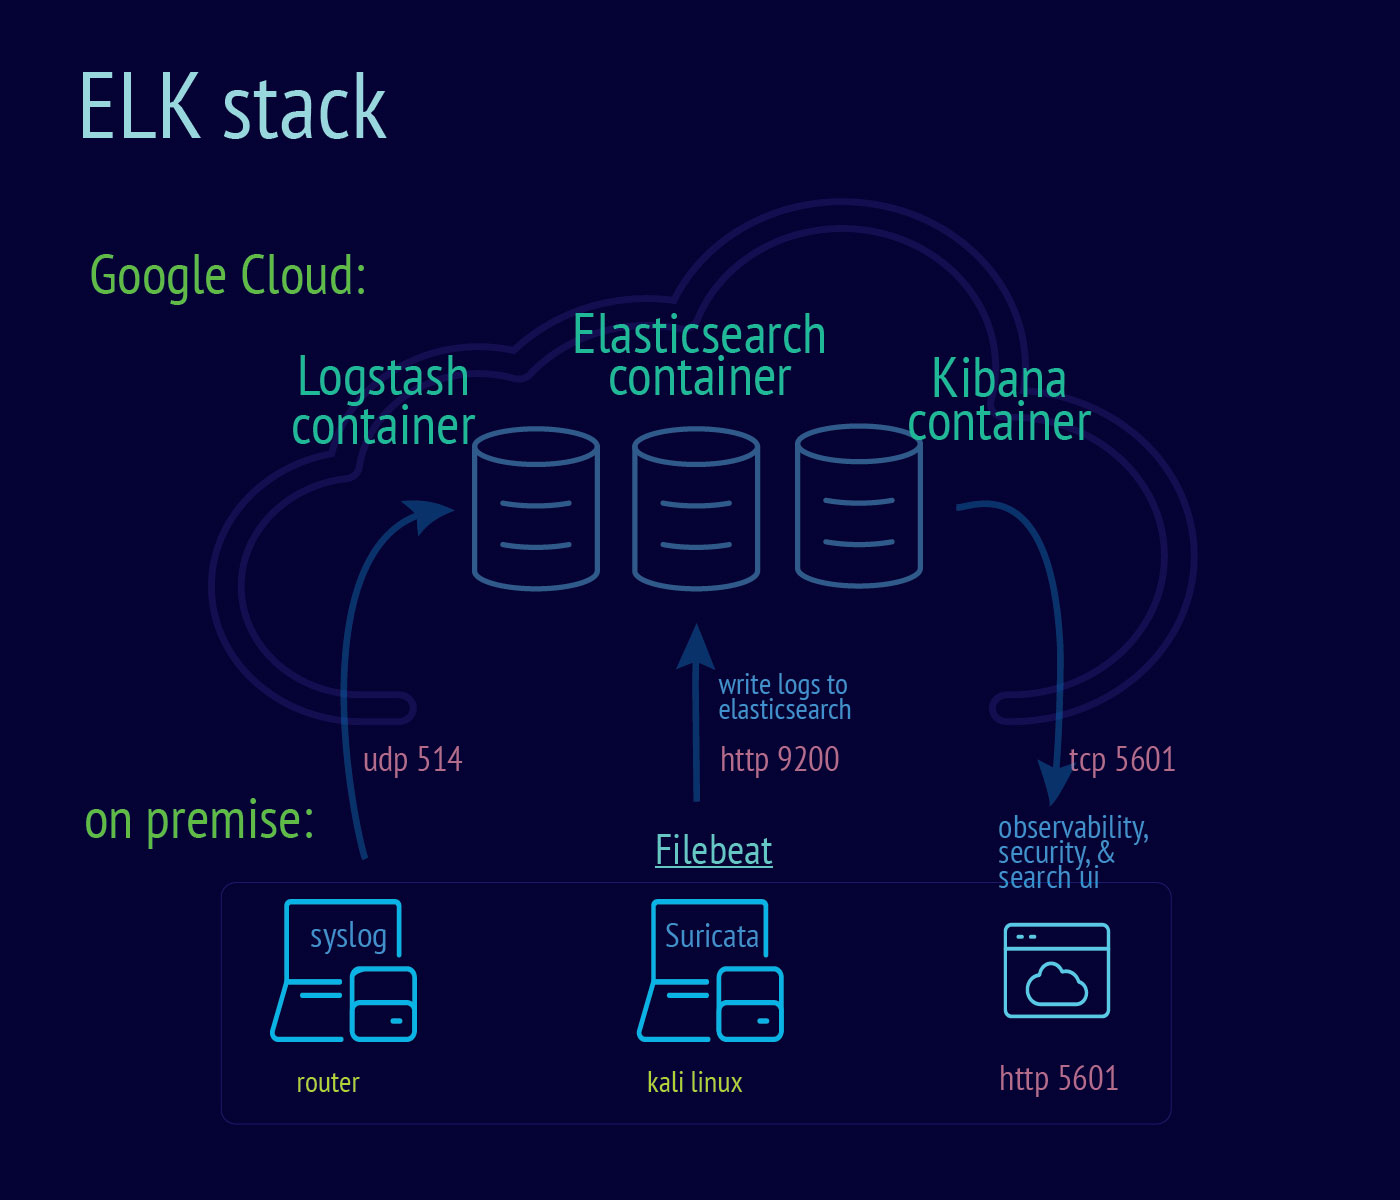 ELK stack
Google Cloud:
Elasticsearch
container
Logstash
container
Kibana
container
write logs to
elasticsearch
udp 514
http 9200
tcp 5601
on premise:
Filebeat
observability,
security, &
search ui
syslog
Suricata
router
kali linux
http 5601